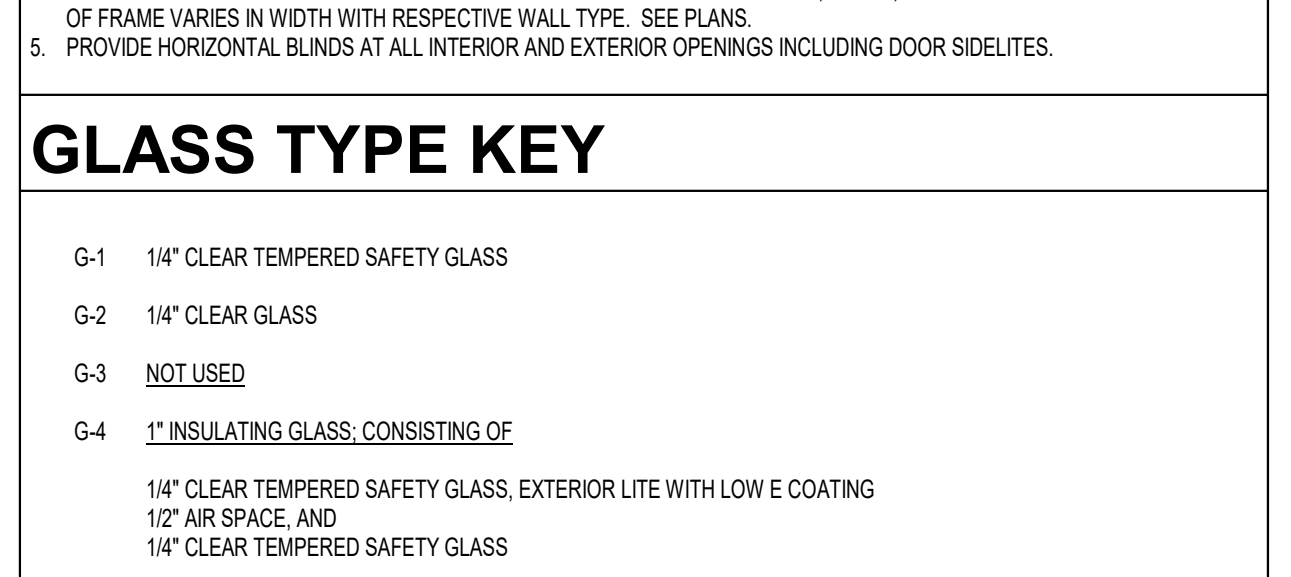 OF FRAME VARIES IN WIDTH WITH RESPECTIVE WALL TYPE. SEE PLANS.
5. PROVIDE HORIZONTAL BLINDS AT ALL INTERIOR AND EXTERIOR OPENINGS INCLUDING DOOR SIDELITES.
GLASS TYPE KEY
G-1 1/4" CLEAR TEMPERED SAFETY GLASS
G-2 1/4" CLEAR GLASS
G-3 NOT USED
G-4 1" INSULATING GLASS; CONSISTING OF
1/4" CLEAR TEMPERED SAFETY GLASS, EXTERIOR LITE WITH LOW E COATING
1/2" AIR SPACE, AND
1/4" CLEAR TEMPERED SAFETY GLASS